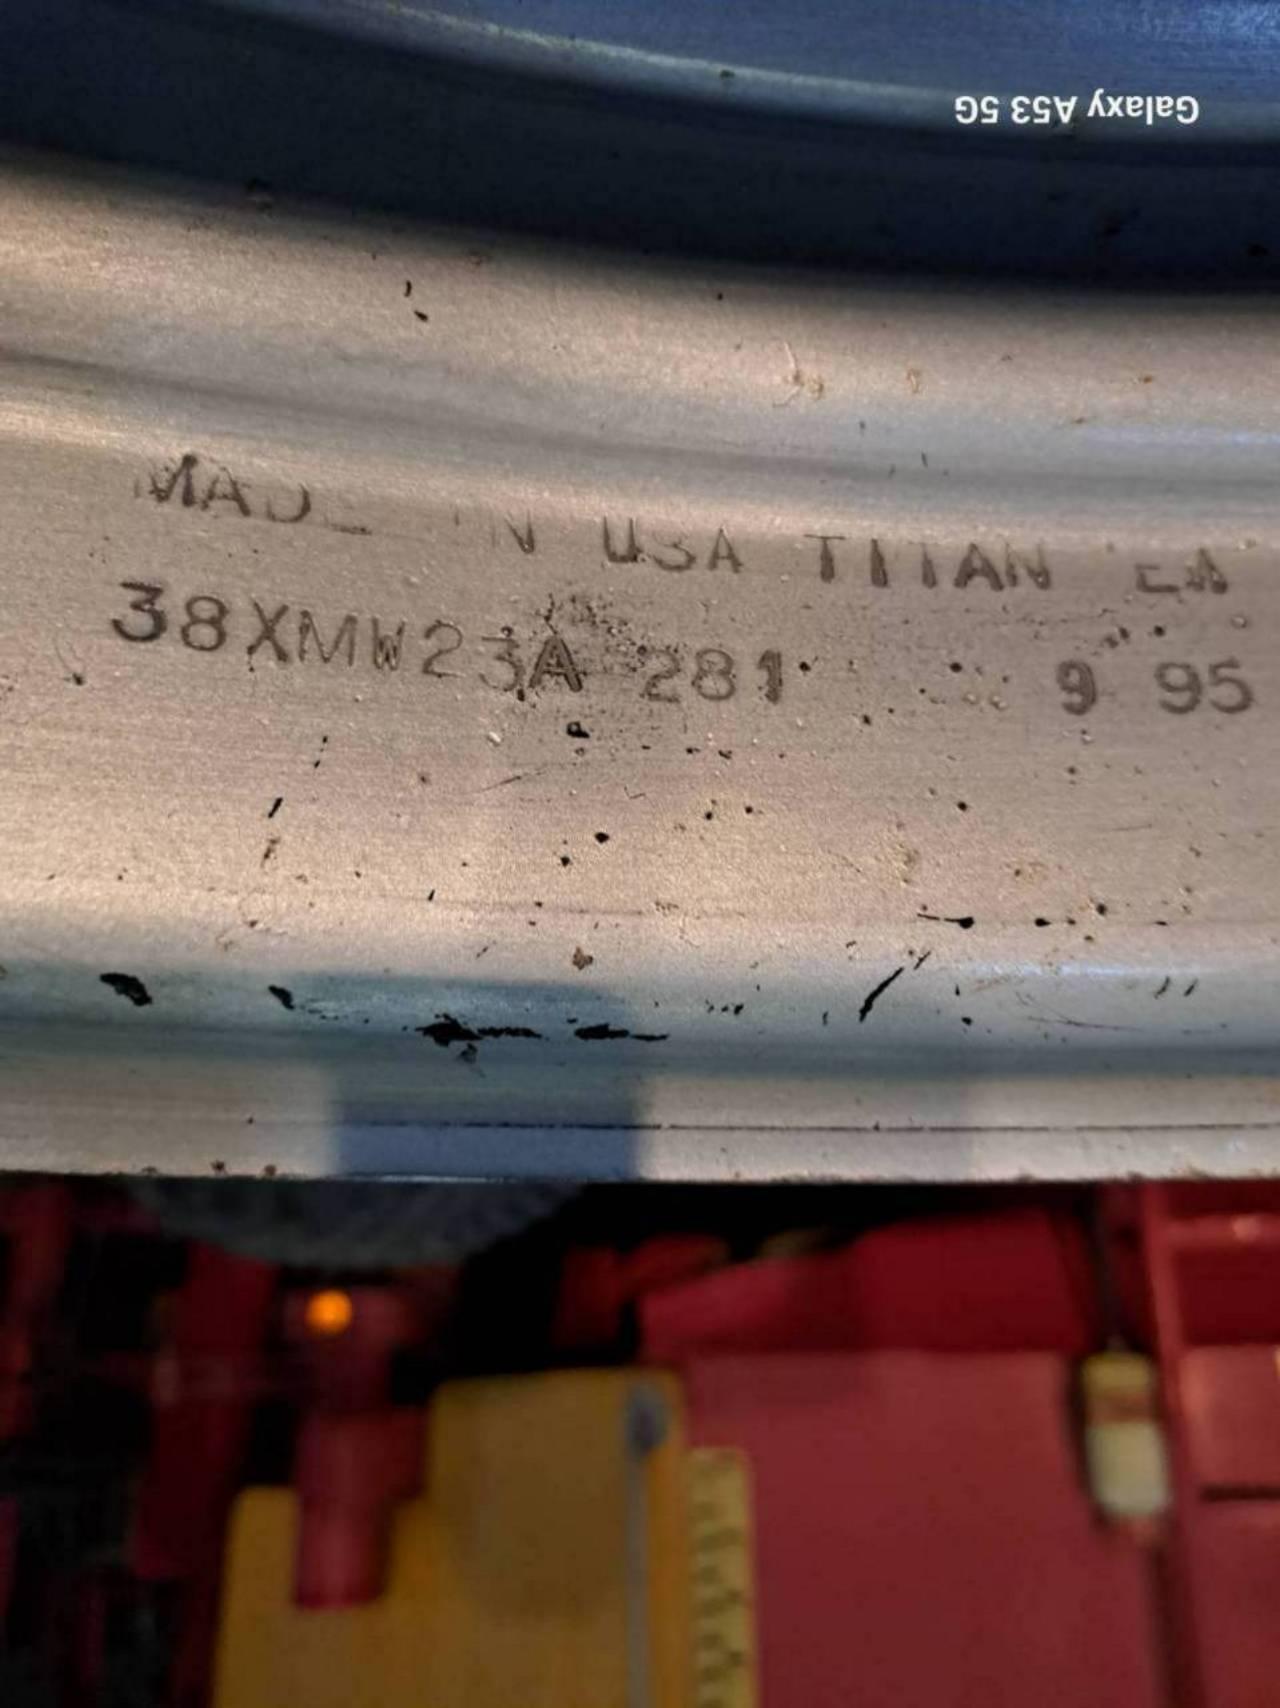 Galaxy A53 5G
MADE IN USA TITAN
38XMW23A 281 9 95